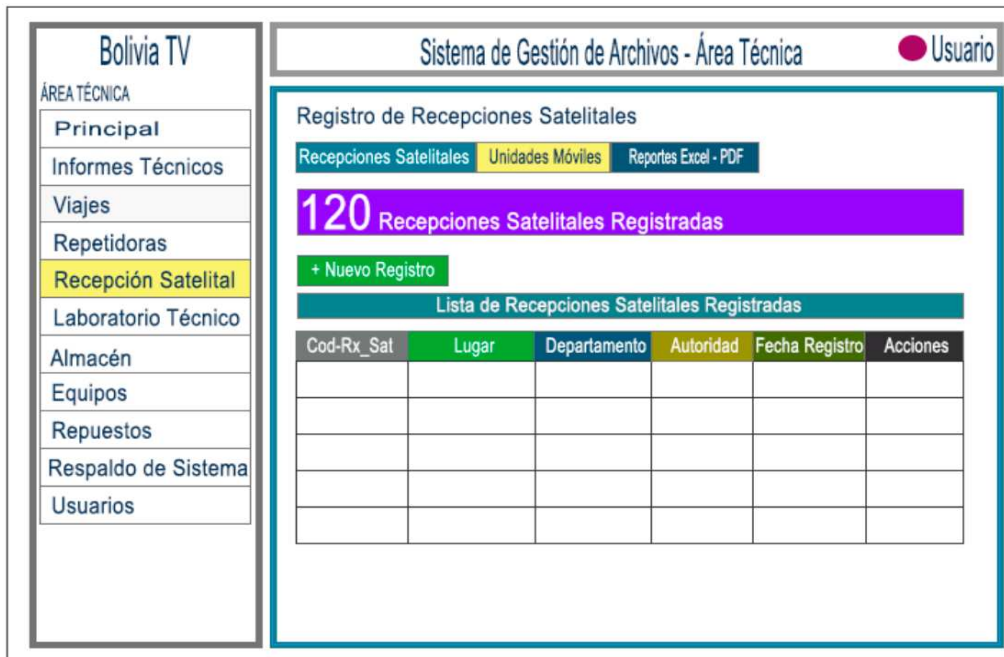 Bolivia TV
ÁREA TÉCNICA
Principal
Informes Técnicos
Viajes
Repetidoras
Recepción Satelital
Laboratorio Técnico
Almacén
Equipos
Repuestos
Respaldo de Sistema
Usuarios
Sistema de Gestión de Archivos - Área Técnica
Usuario
Registro de Recepciones Satelitales
Recepciones Satelitales Unidades Móviles Reportes Excel - PDF
120 Recepciones Satelitales Registradas
+ Nuevo Registro
Lista de Recepciones Satelitales Registradas
Cod-Rx_Sat Lugar Departamento Autoridad Fecha Registro Acciones